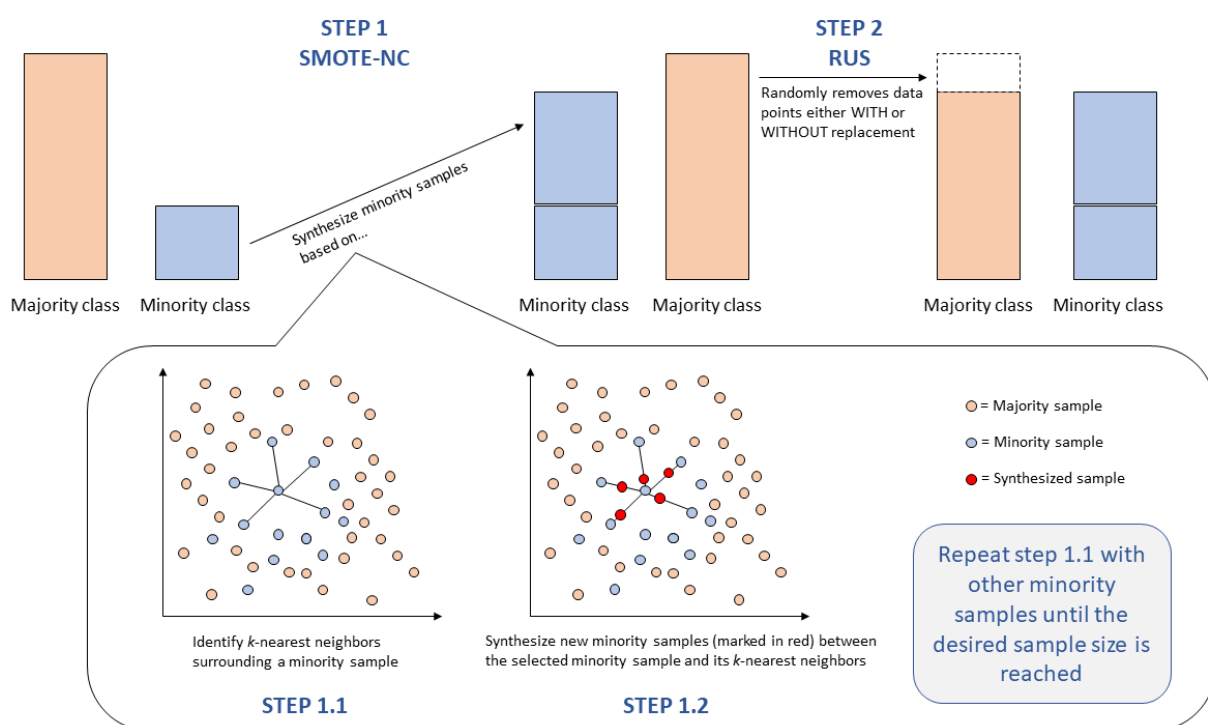 STEP 1
SMOTE-NC
STEP 2
RUS
Randomly removes data
points either WITH or
WITHOUT replacement
Synthesize minority samples
based on...
Majority class
Minority class
Minority class
Majority class
Majority class
Minority class
= Majority sample
= Minority sample
= Synthesized sample
Identify k-nearest neighbors
surrounding a minority sample
STEP 1.1
Synthesize new minority samples (marked in red) between
the selected minority sample and its k-nearest neighbors
STEP 1.2
Repeat step 1.1 with
other minority
samples until the
desired sample size is
reached